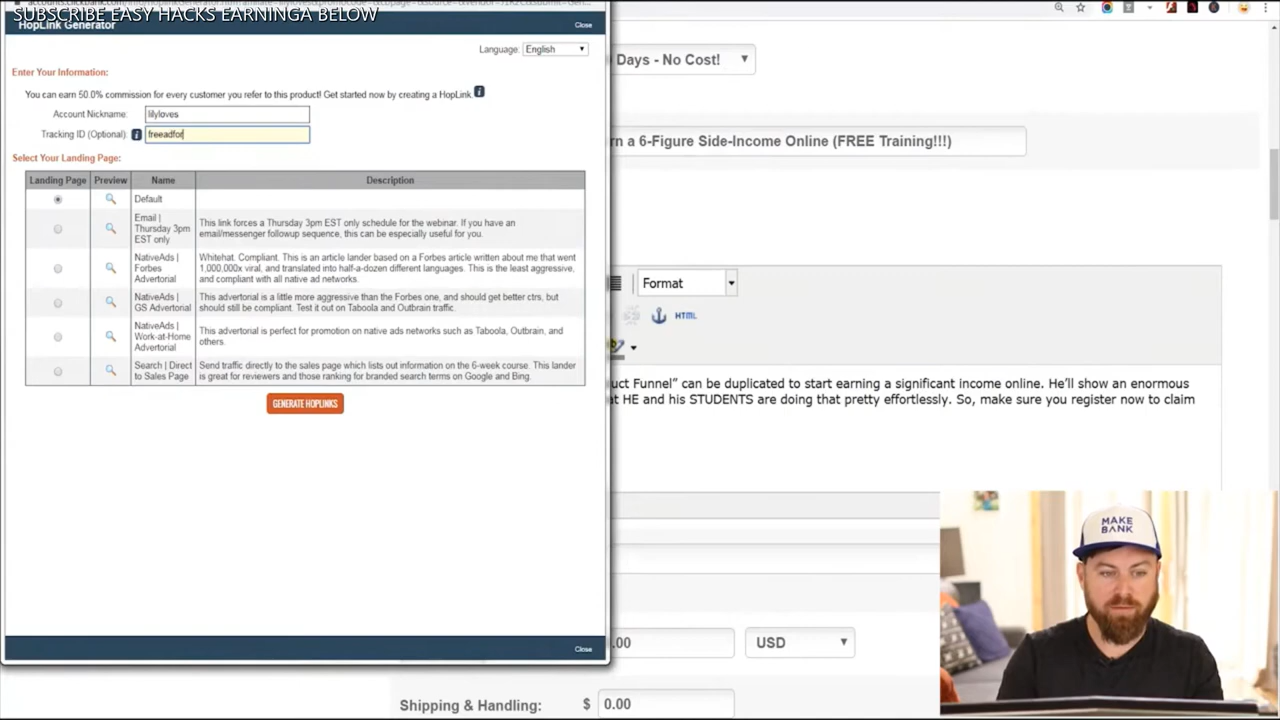 SUBSCRIBE EASY HACKS EARNINGA BELOW
HopLink Generator
Close
Language: English
Enter Your Information:
You can earn 50.0% commission for every customer you refer to this product! Get started now by creating a HopLink.
Account Nickname: lilyloves
Tracking ID (Optional) freeadfor
Select Your Landing Page:
Landing Page Preview Name Description
Default
Email |
Thursday 3pm
EST only
This link forces a Thursday 3pm EST only schedule for the webinar. If you have an
email/messenger followup sequence, this can be especially useful for you.
NativeAds |
Forbes
Advertorial
Whitehat. Compliant. This is an article lander based on a Forbes article written about me that went
1,000,000x viral, and translated into half-a-dozen different languages. This is the least aggressive,
and compliant with all native ad networks.
NativeAds |
GS Advertorial
This advertorial is a little more aggressive than the Forbes one, and should get better ctrs, but
should still be compliant. Test it out on Taboola and Outbrain traffic.
NativeAds |
Work-at-Home
Advertorial
This advertorial is perfect for promotion on native ads networks such as Taboola, Outbrain, and
others.
Search | Direct
to Sales Page
Send traffic directly to the sales page which lists out information on the 6-week course. This lander
is great for reviewers and those ranking for branded search terms on Google and Bing.
GENERATE HOPLINKS
Close
Days - No Cost!
rn a 6-Figure Side-Income Online (FREE Training!!!)
Format
HTML
uct Funnel” can be duplicated to start earning a significant income online. He’ll show an enormous
at HE and his STUDENTS are doing that pretty effortlessly. So, make sure you register now to claim
.00 USD
Shipping & Handling: $ 0.00
MAKE
BANK